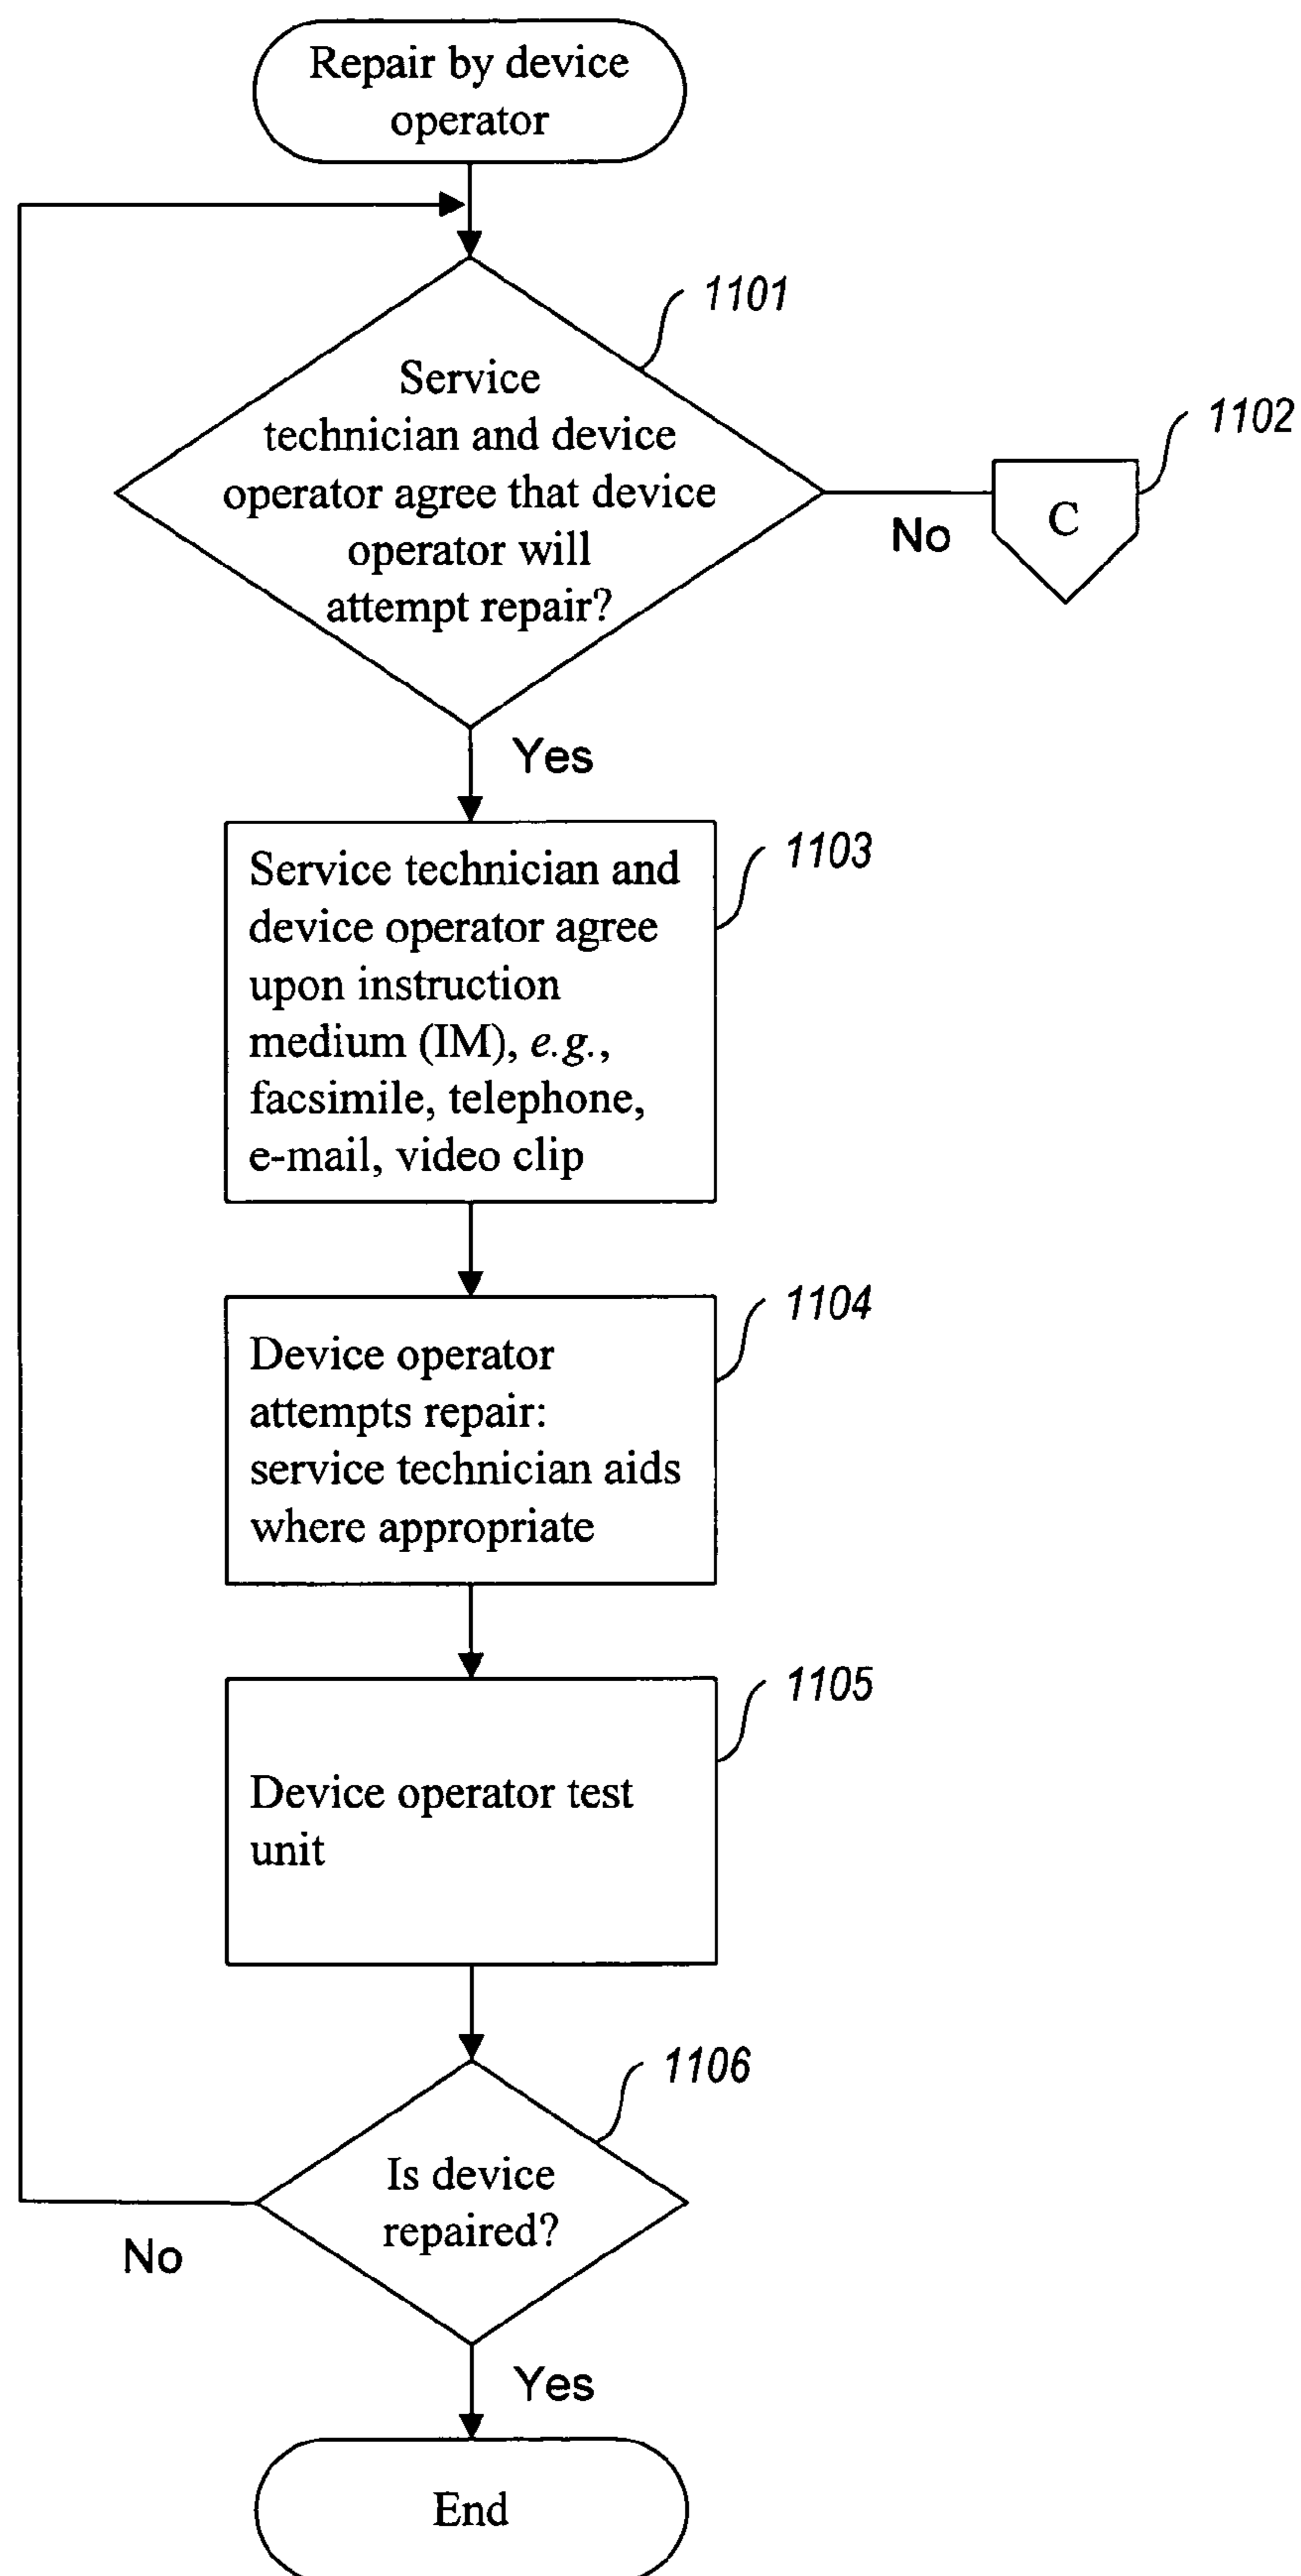 Repair by device
operator
1101
Service
technician and device
operator agree that device
operator will
attempt repair?
1102
C
No
Yes
1103
Service technician and
device operator agree
upon instruction
medium (IM), e.g.,
facsimile, telephone,
e-mail, video clip
1104
Device operator
attempts repair:
service technician aids
where appropriate
1105
Device operator test
unit
1106
Is device
repaired?
No
Yes
End